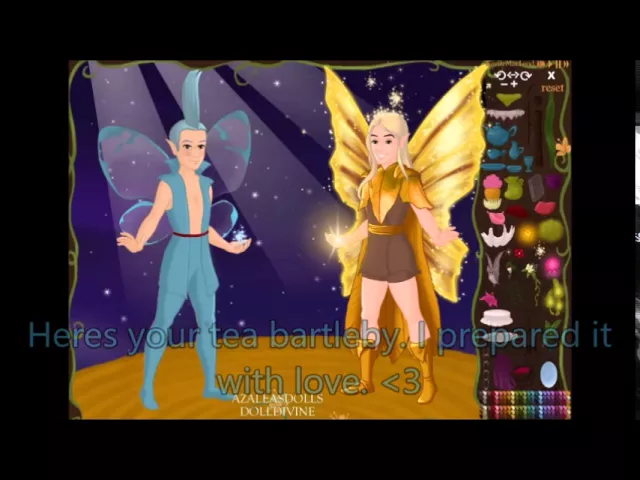 reset
Heres your tea bartleby. I prepared it
with love. <3
AZALEASDOLLS
DOLLDIVINE